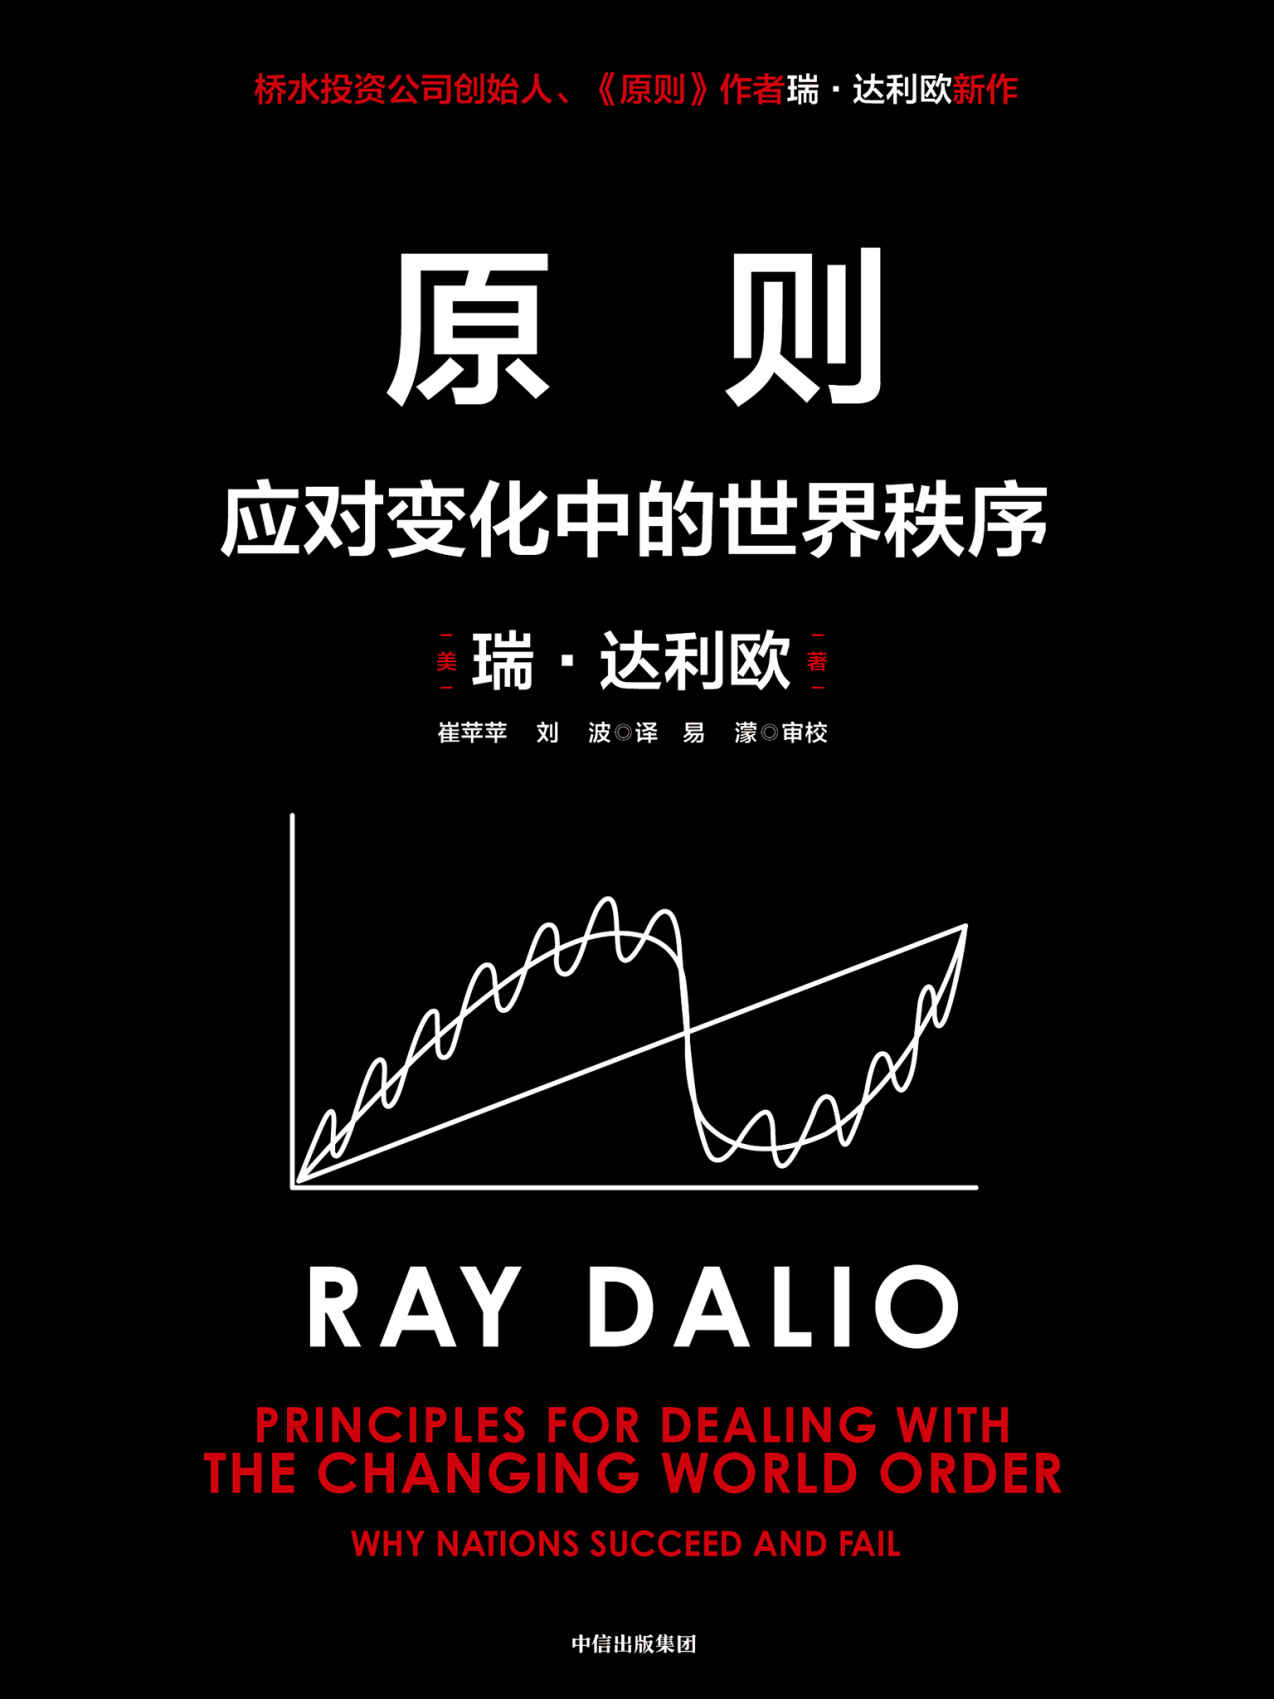 桥水投资公司创始人、《原则》作者瑞·达利欧新作
原 则
应对变化中的世界秩序
[美] 瑞·达利欧 [著]
崔苹苹 刘 波◎译 易 濛◎审校
RAY DALIO
PRINCIPLES FOR DEALING WITH
THE CHANGING WORLD ORDER
WHY NATIONS SUCCEED AND FAIL
中信出版集团